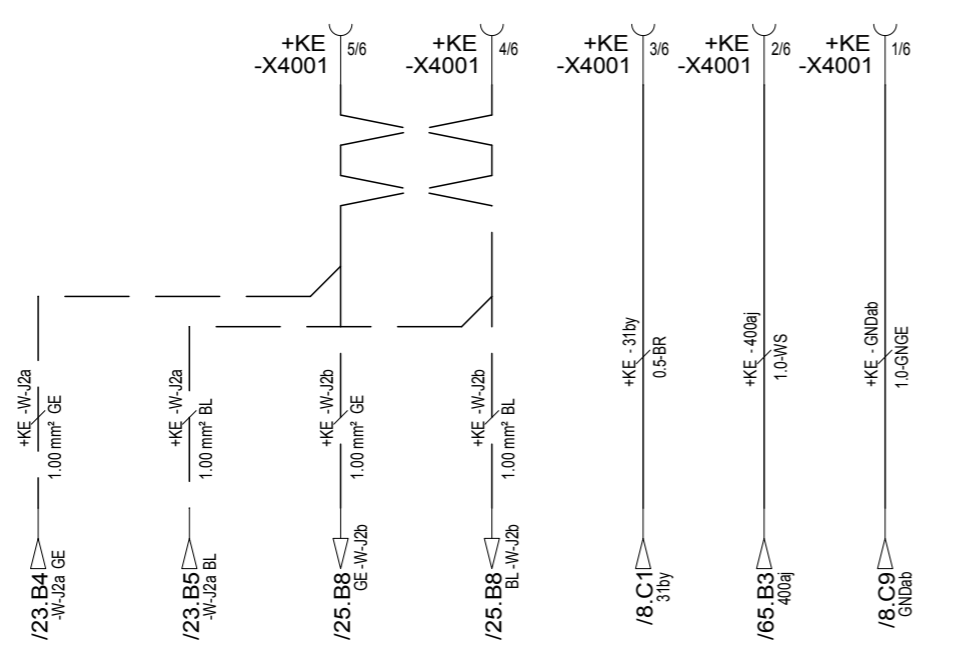 +KE
-X4001
5/6
+KE
-X4001
4/6
+KE
-X4001
3/6
+KE
-X4001
2/6
+KE
-X4001
1/6
+KE -W-J2a
1.00 mm² GE
+KE -W-J2a
1.00 mm² BL
+KE -W-J2b
1.00 mm² GE
+KE -W-J2b
1.00 mm² BL
+KE - 31by
0.5-BR
+KE - 400aj
1.0-WS
+KE - GNDab
1.0-GNGE
/23.B4
-W-J2a GE
/23.B5
-W-J2a BL
/25.B8
GE -W-J2b
/25.B8
BL -W-J2b
/8.C1
31by
/65.B3
400aj
/8.C9
GNDab